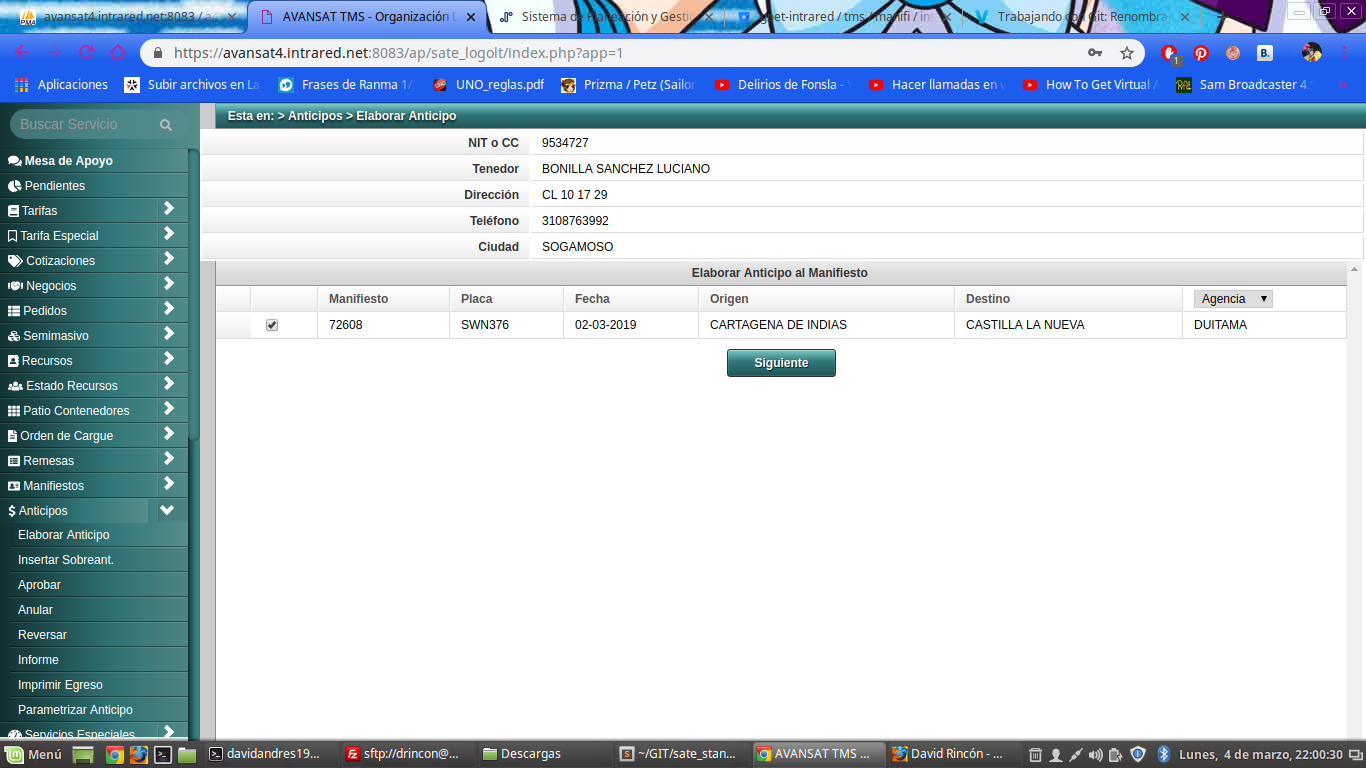 avansat4.intrared.net:8083 / a
AVANSAT TMS - Organización L
Sistema de Planeación y Gesti
net-intrared / tms / manifi / in
Trabajando con Git: Renombra
https://avansat4.intrared.net:8083/ap/sate_logolt/index.php?app=1
Aplicaciones
Subir archivos en La
Frases de Ranma 1/
UNO_reglas.pdf
Prizma / Petz (Sailor
Delirios de Fonsla -
Hacer llamadas en v
How To Get Virtual A
Sam Broadcaster 4.
Buscar Servicio
Mesa de Apoyo
Pendientes
Tarifas
Tarifa Especial
Cotizaciones
Negocios
Pedidos
Semimasivo
Recursos
Estado Recursos
Patio Contenedores
Orden de Cargue
Remesas
Manifiestos
Anticipos
Elaborar Anticipo
Insertar Sobreant.
Aprobar
Anular
Reversar
Informe
Imprimir Egreso
Parametrizar Anticipo
Servicios Especiales
Esta en: > Anticipos > Elaborar Anticipo
NIT o CC 9534727
Tenedor BONILLA SANCHEZ LUCIANO
Dirección CL 10 17 29
Teléfono 3108763992
Ciudad SOGAMOSO
Elaborar Anticipo al Manifiesto
Manifiesto Placa Fecha Origen Destino Agencia
72608 SWN376 02-03-2019 CARTAGENA DE INDIAS CASTILLA LA NUEVA DUITAMA
Siguiente
Menú
davidandres19...
sftp://drincon@...
Descargas
~/GIT/sate_stan...
AVANSAT TMS ...
David Rincón - ...
Lunes, 4 de marzo, 22:00:30